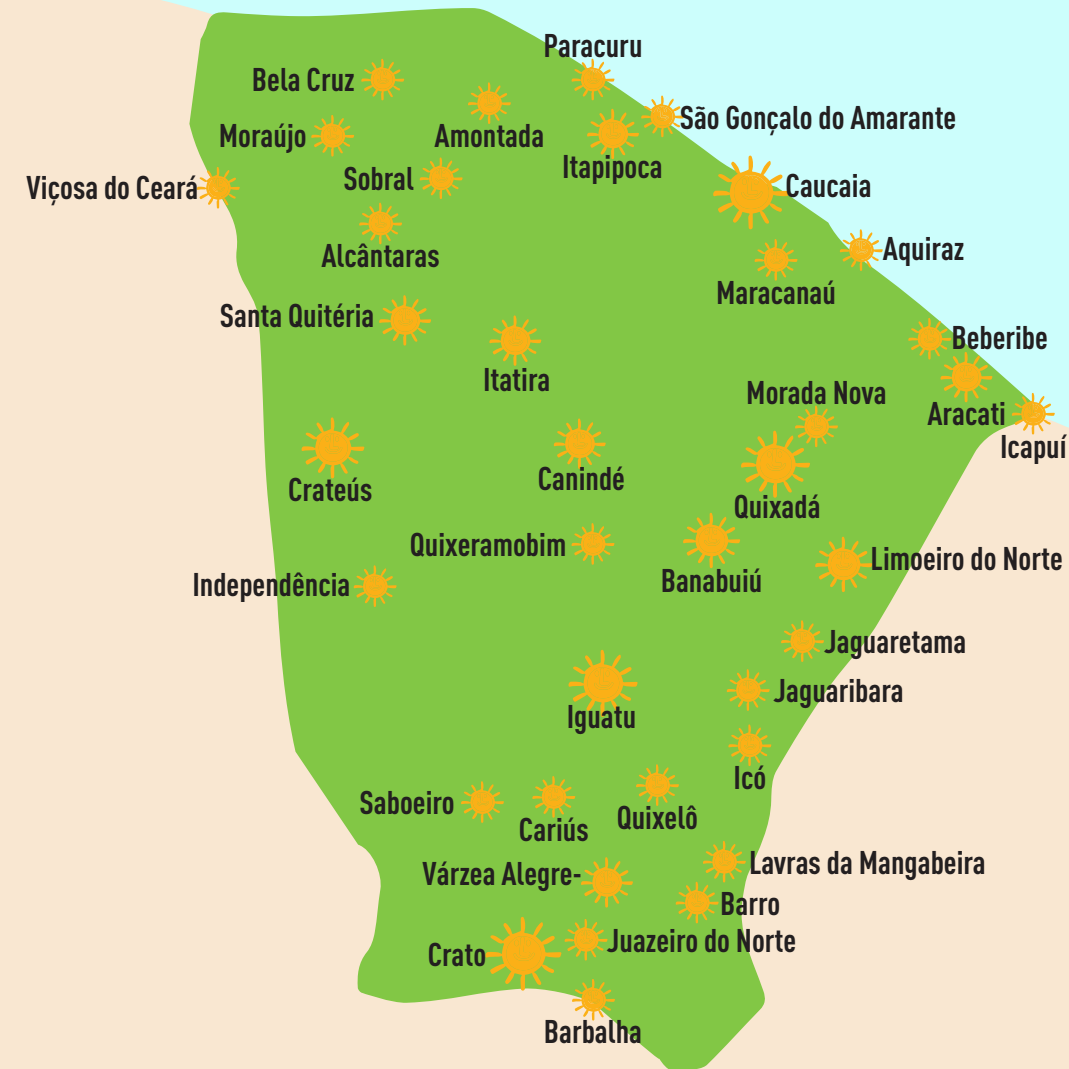 Paracuru
Bela Cruz
São Gonçalo do Amarante
Moraújo
Amontada
Itapipoca
Sobral
Viçosa do Ceará
Caucaia
Alcântaras
Aquiraz
Maracanaú
Santa Quitéria
Beberibe
Itatira
Morada Nova
Aracati
Icapuí
Canindé
Crateús
Quixadá
Quixeramobim
Limoeiro do Norte
Banabuiú
Independência
Jaguaretama
Jaguaribara
Iguatu
Icó
Saboeiro
Quixelô
Cariús
Lavras da Mangabeira
Várzea Alegre-
Barro
Juazeiro do Norte
Crato
Barbalha